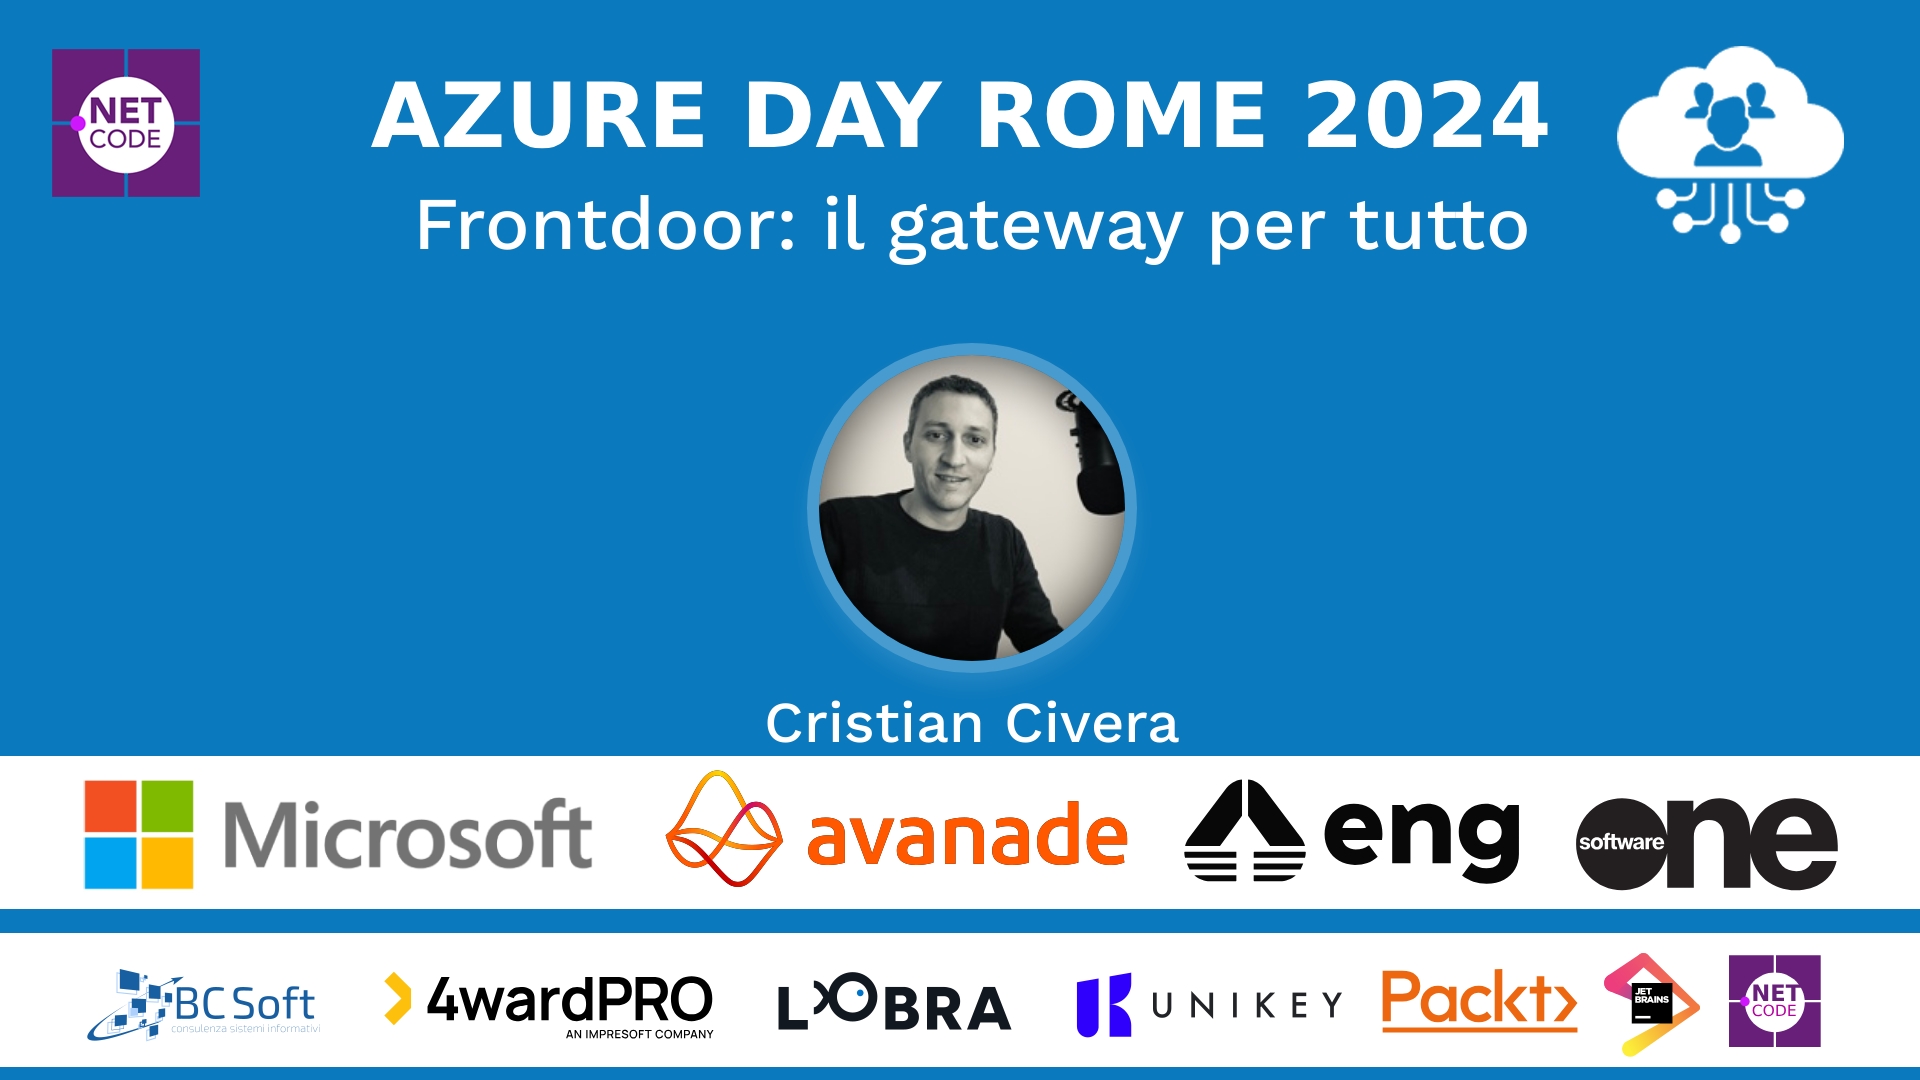 NET
CODE
AZURE DAY ROME 2024
Frontdoor: il gateway per tutto
Cristian Civera
Microsoft
avanade
eng
software
one
BC Soft
consulenza sistemi informativi
4wardPRO
AN IMPRESOFT COMPANY
LOBRA
UNIKEY
Packt>
JET
BRAINS
NET
CODE